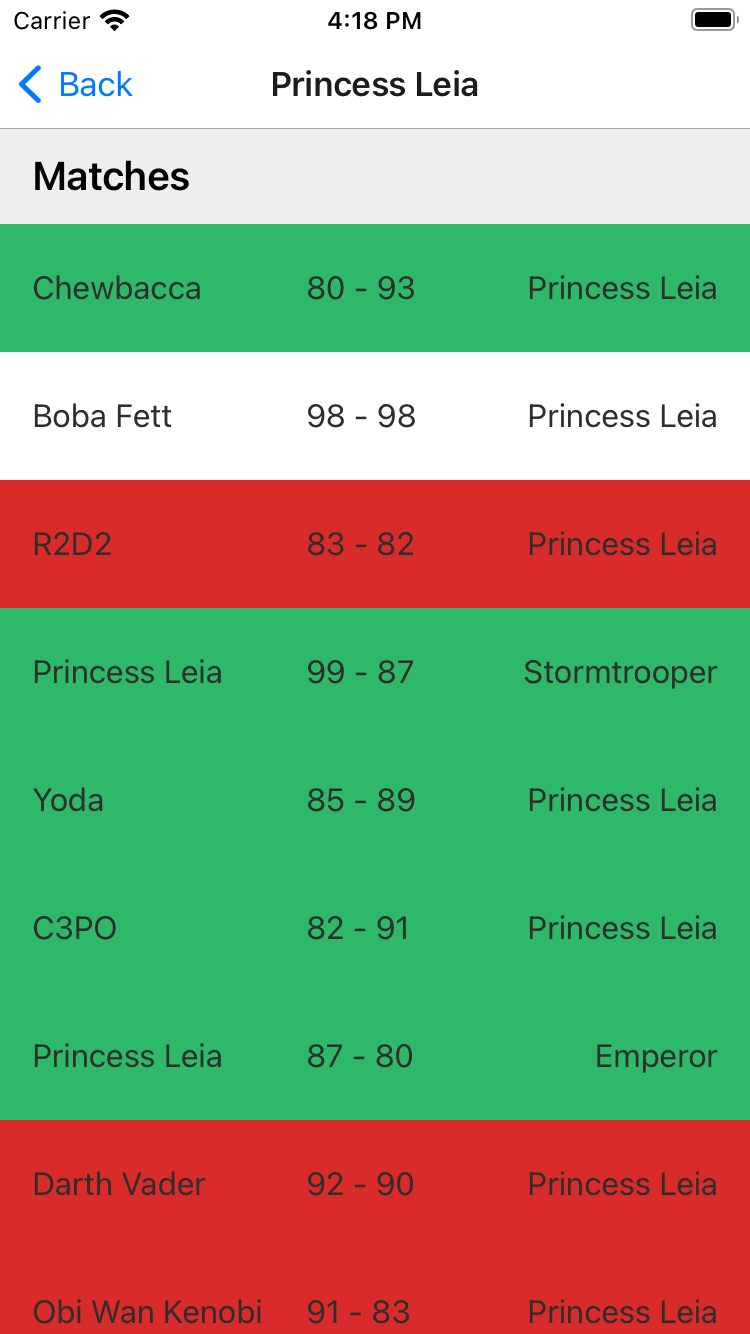 Carrier 4:18 PM
Back Princess Leia
Matches
Chewbacca 80 - 93 Princess Leia
Boba Fett 98 - 98 Princess Leia
R2D2 83 - 82 Princess Leia
Princess Leia 99 - 87 Stormtrooper
Yoda 85 - 89 Princess Leia
C3PO 82 - 91 Princess Leia
Princess Leia 87 - 80 Emperor
Darth Vader 92 - 90 Princess Leia
Obi Wan Kenobi 91 - 83 Princess Leia